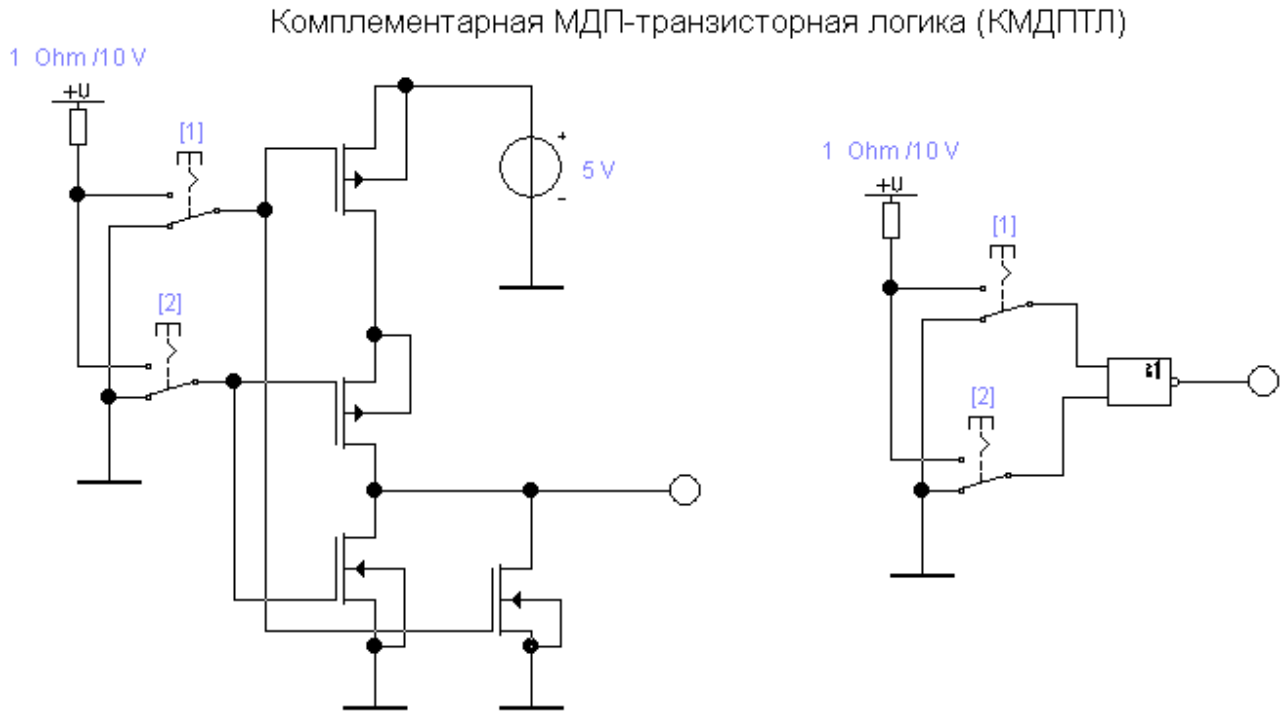 Комплементарная МДП-транзисторная логика (КМДПТЛ)
1 Ohm /10 V
+U
[1]
[2]
+
5 V
-
1 Ohm /10 V
+U
[1]
[2]
≥1